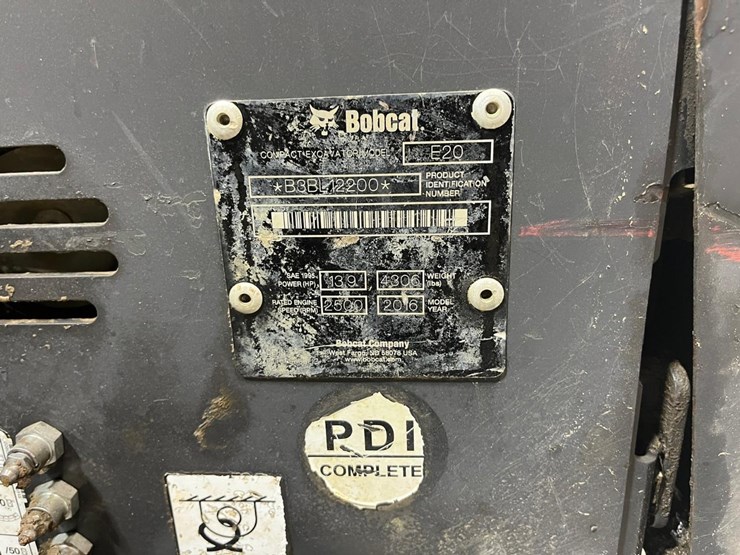 Bobcat.
COMPACT EXCAVATOR MODEL E20
*B3BL12200* PRODUCT IDENTIFICATION NUMBER
SAE 1995 POWER (HP) 13.9 4306 WEIGHT (lbs)
RATED ENGINE SPEED (RPM) 2500 2016 MODEL YEAR
Bobcat Company
West Fargo, ND 58078 USA
www.bobcat.com
PDI
COMPLETE
/50B